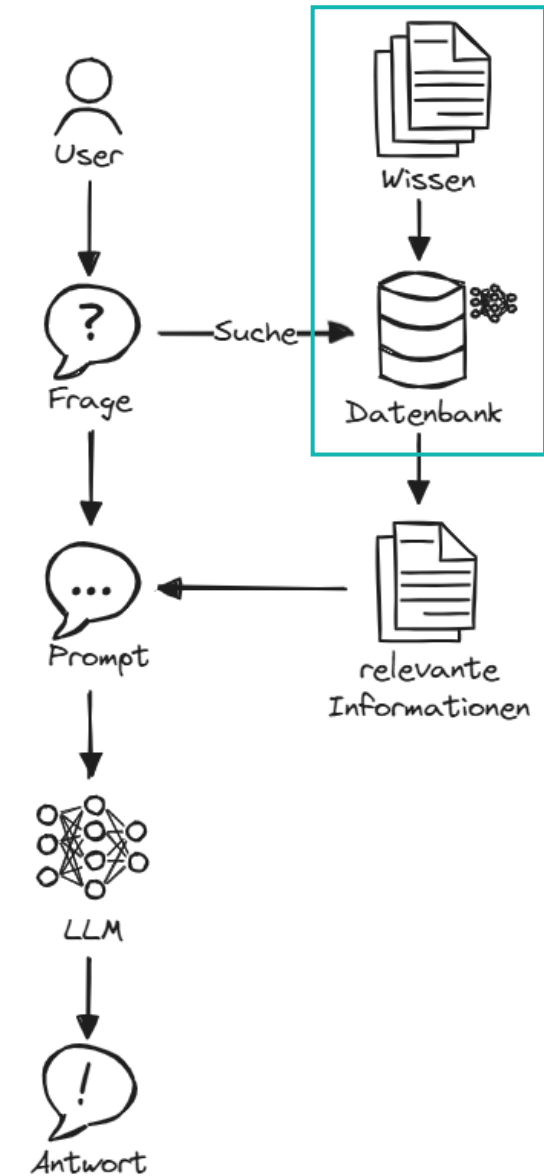 User
Wissen
?
Suche
Frage
Datenbank
...
Prompt
relevante
Informationen
LLM
!
Antwort